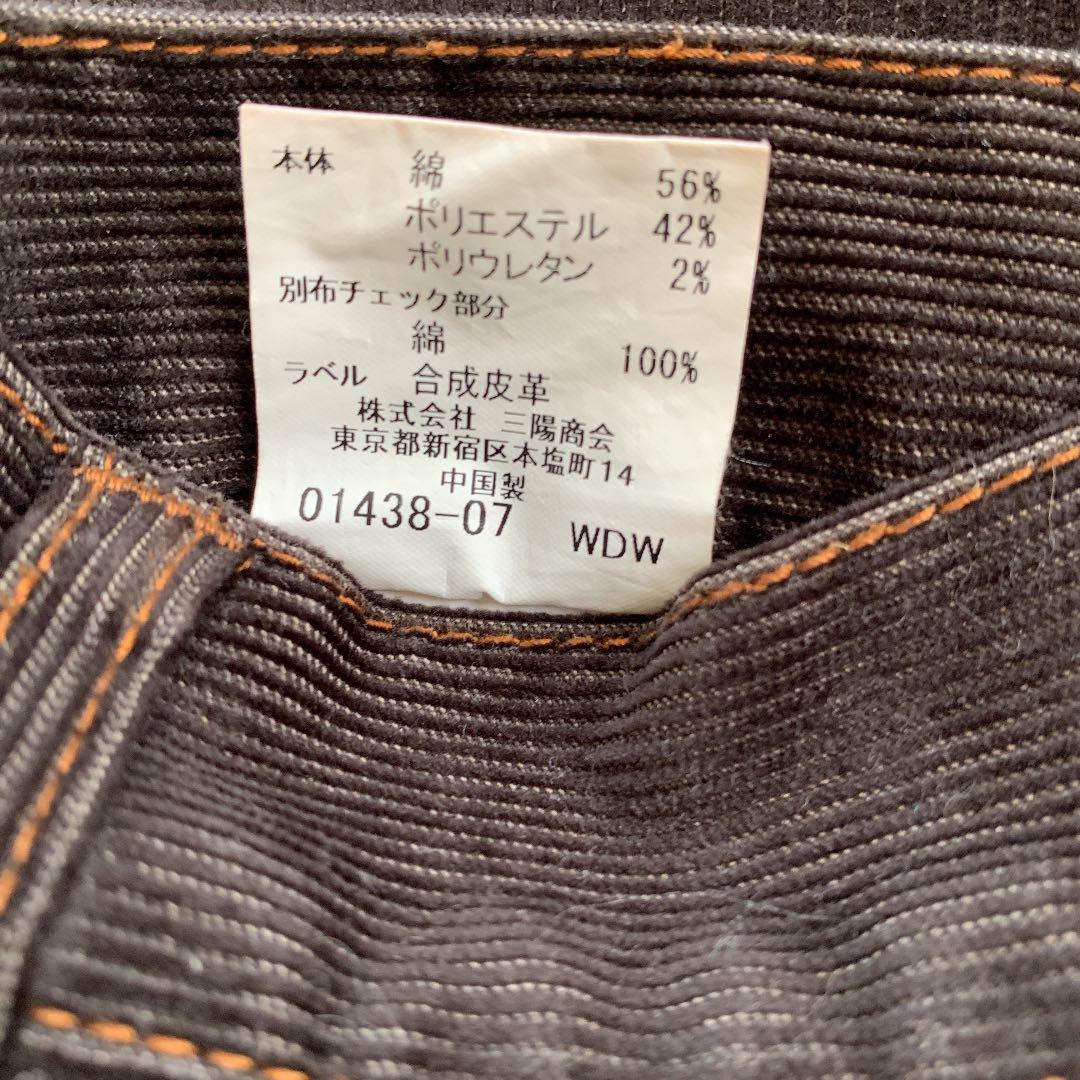 本体 綿 56%
ポリエステル 42%
ポリウレタン 2%
別布チェック部分
綿 100%
ラベル 合成皮革
株式会社 三陽商会
東京都新宿区本塩町14
中国製
01438-07 WDW